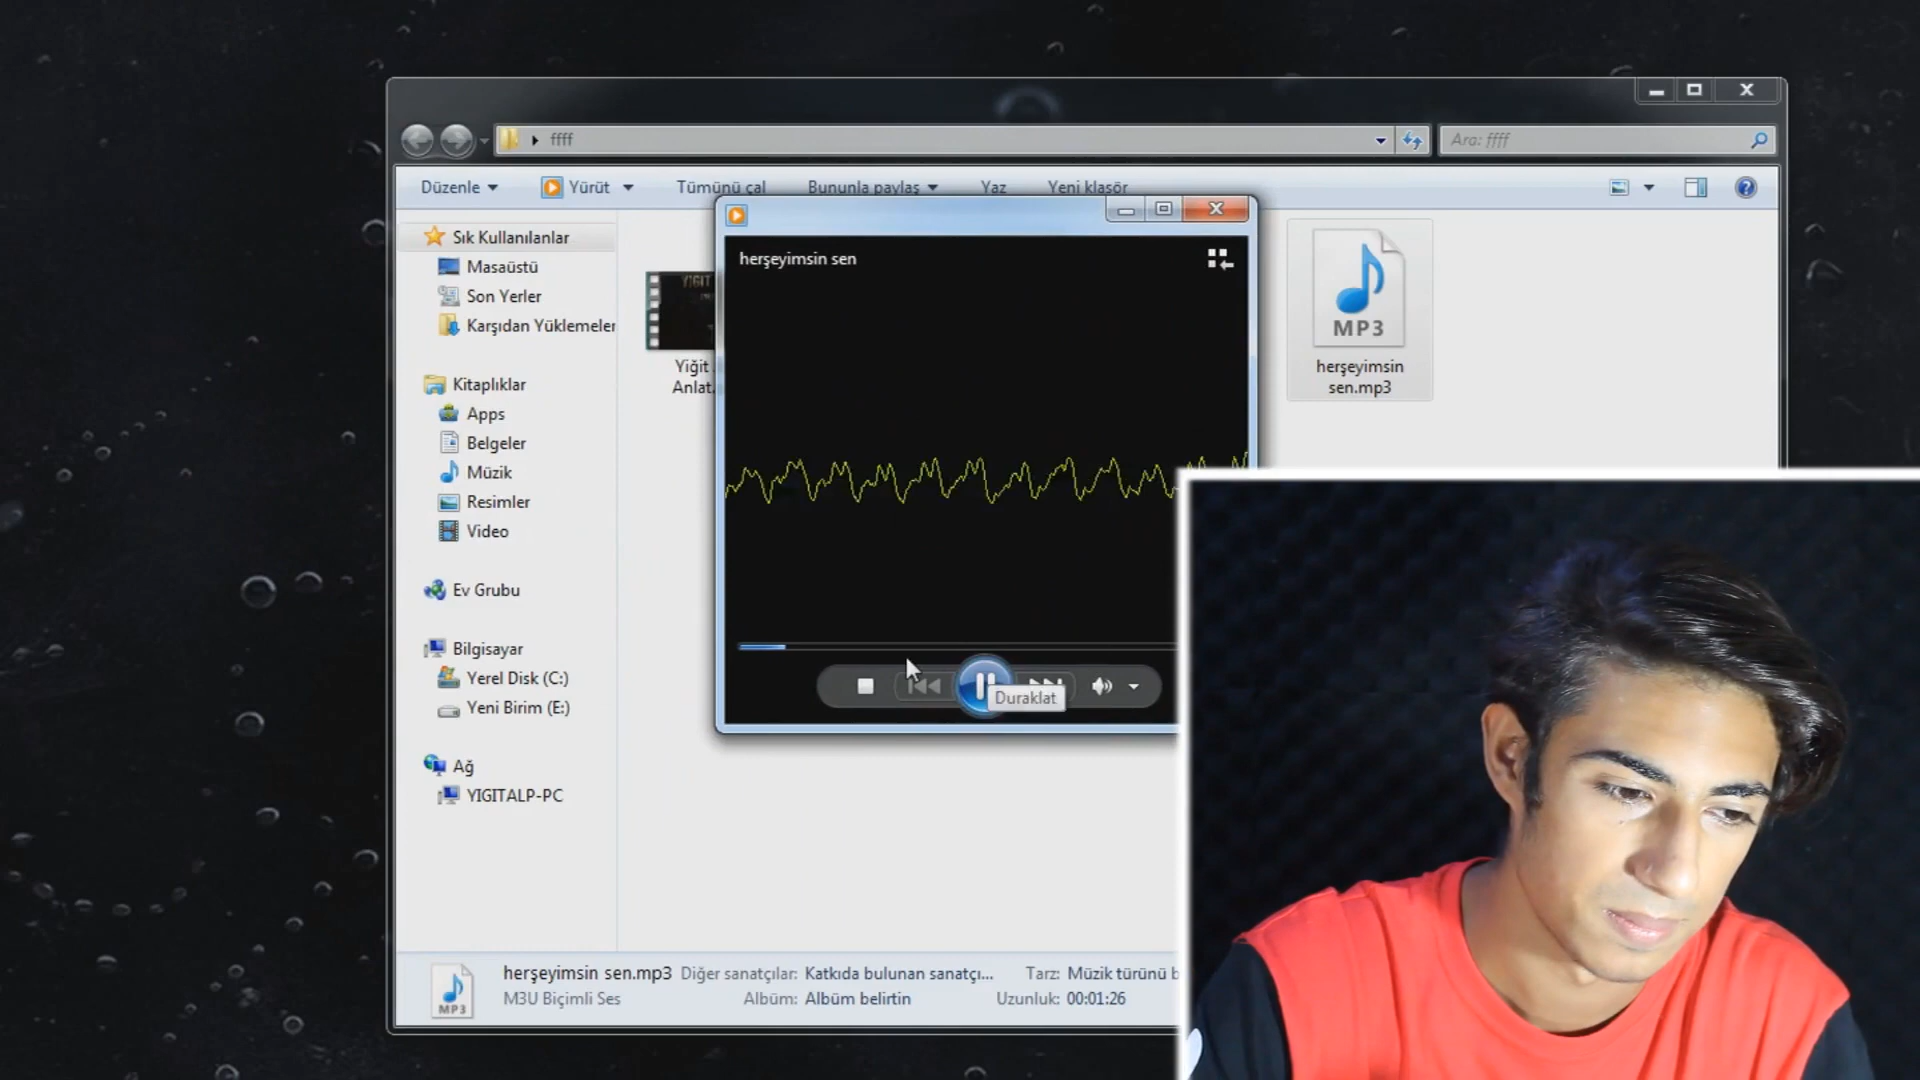 ffff
Ara: ffff
Düzenle
Yürüt
Tümünü çal
Bununla paylaş
Yaz
Yeni klasör
Sık Kullanılanlar
Masaüstü
Son Yerler
Karşıdan Yüklemeler
Kitaplıklar
Apps
Belgeler
Müzik
Resimler
Video
Ev Grubu
Bilgisayar
Yerel Disk (C:)
Yeni Birim (E:)
Ağ
YIGITALP-PC
YIGIT
Yiğit
Anlat.
herşeyimsin sen
Duraklat
MP3
herşeyimsin
sen.mp3
MP3
herşeyimsin sen.mp3 Diğer sanatçılar: Katkıda bulunan sanatçı... Tarz: Müzik türünü b
M3U Biçimli Ses Albüm: Albüm belirtin Uzunluk: 00:01:26